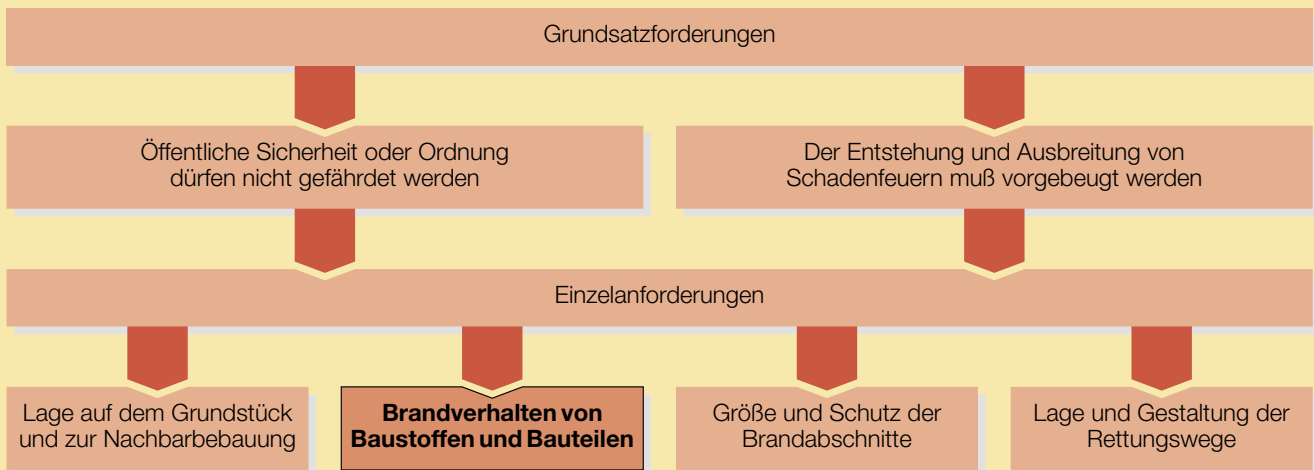 Grundsatzforderungen
Öffentliche Sicherheit oder Ordnung
dürfen nicht gefährdet werden
Der Entstehung und Ausbreitung von
Schadenfeuern muß vorgebeugt werden
Einzelanforderungen
Lage auf dem Grundstück
und zur Nachbarbebauung
Brandverhalten von
Baustoffen und Bauteilen
Größe und Schutz der
Brandabschnitte
Lage und Gestaltung der
Rettungswege